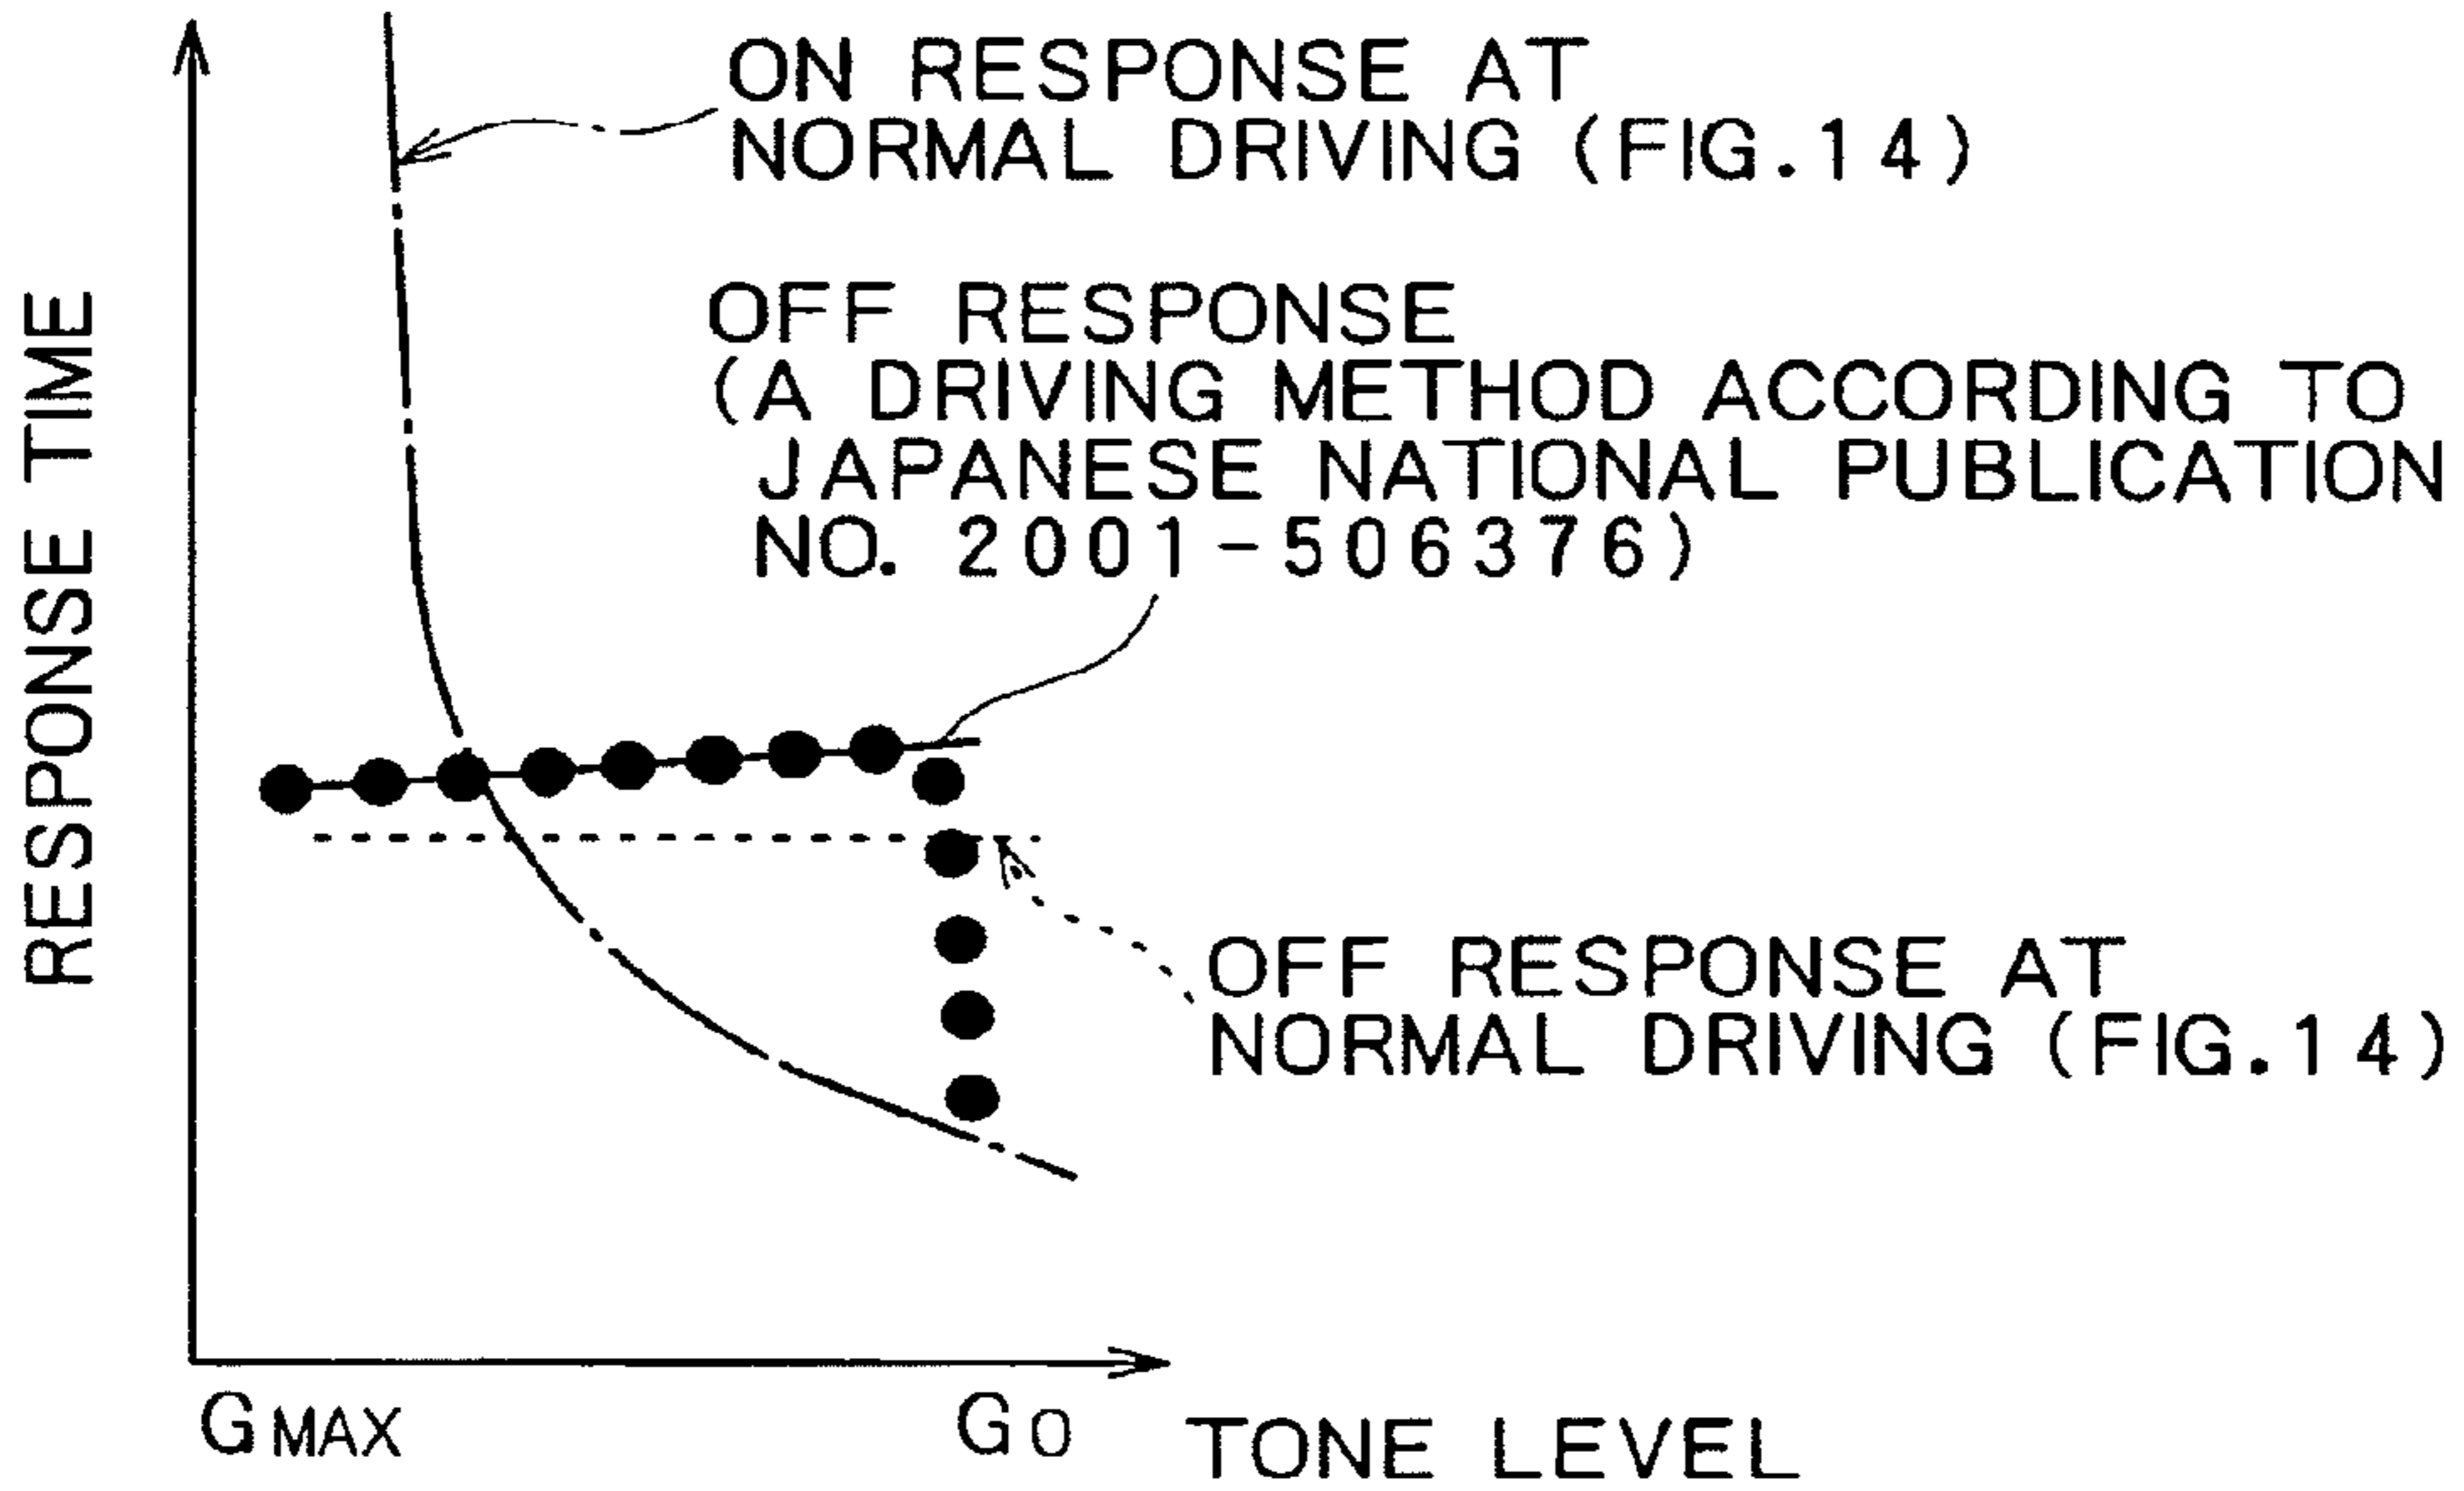 ON RESPONSE AT
NORMAL DRIVING (FIG.14)
OFF RESPONSE
(A DRIVING METHOD ACCORDING TO
JAPANESE NATIONAL PUBLICATION
NO. 2001-506376)
RESPONSE TIME
OFF RESPONSE AT
NORMAL DRIVING (FIG.14)
GMAX
G0
TONE LEVEL